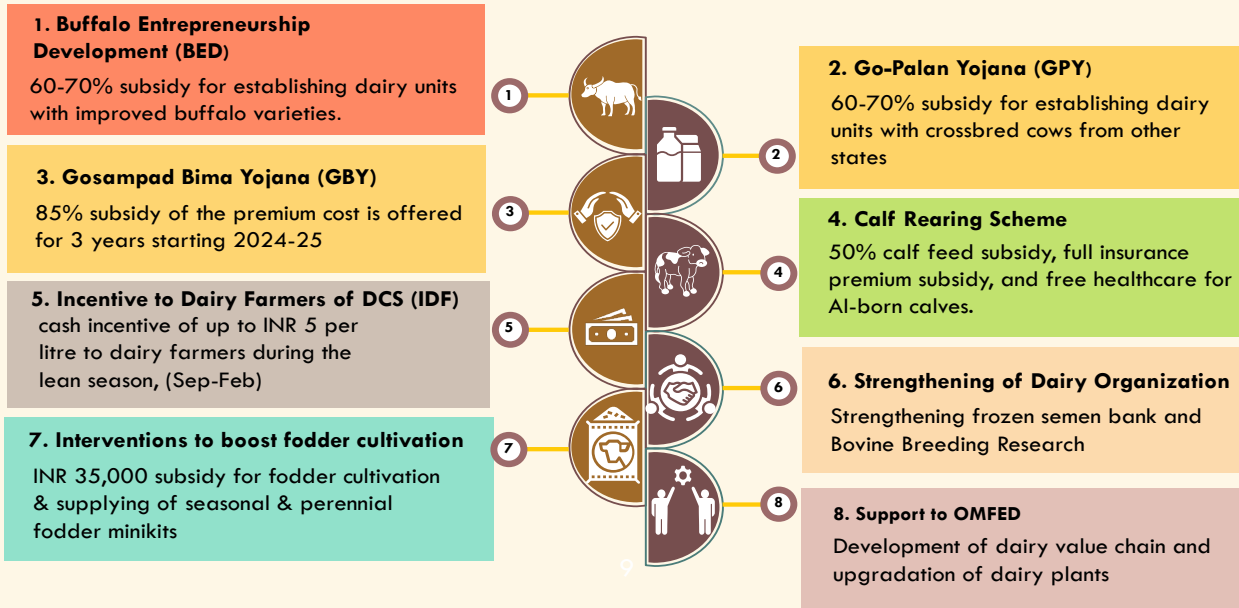 1. Buffalo Entrepreneurship
Development (BED)
60-70% subsidy for establishing dairy units
with improved buffalo varieties.
1
2. Go-Palan Yojana (GPY)
60-70% subsidy for establishing dairy
units with crossbred cows from other
states
2
3. Gosampad Bima Yojana (GBY)
85% subsidy of the premium cost is offered
for 3 years starting 2024-25
3
4. Calf Rearing Scheme
50% calf feed subsidy, full insurance
premium subsidy, and free healthcare for
AI-born calves.
4
5. Incentive to Dairy Farmers of DCS (IDF)
cash incentive of up to INR 5 per
litre to dairy farmers during the
lean season, (Sep-Feb)
5
6. Strengthening of Dairy Organization
Strengthening frozen semen bank and
Bovine Breeding Research
6
7. Interventions to boost fodder cultivation
INR 35,000 subsidy for fodder cultivation
& supplying of seasonal & perennial
fodder minikits
7
8. Support to OMFED
Development of dairy value chain and
upgradation of dairy plants
8
9